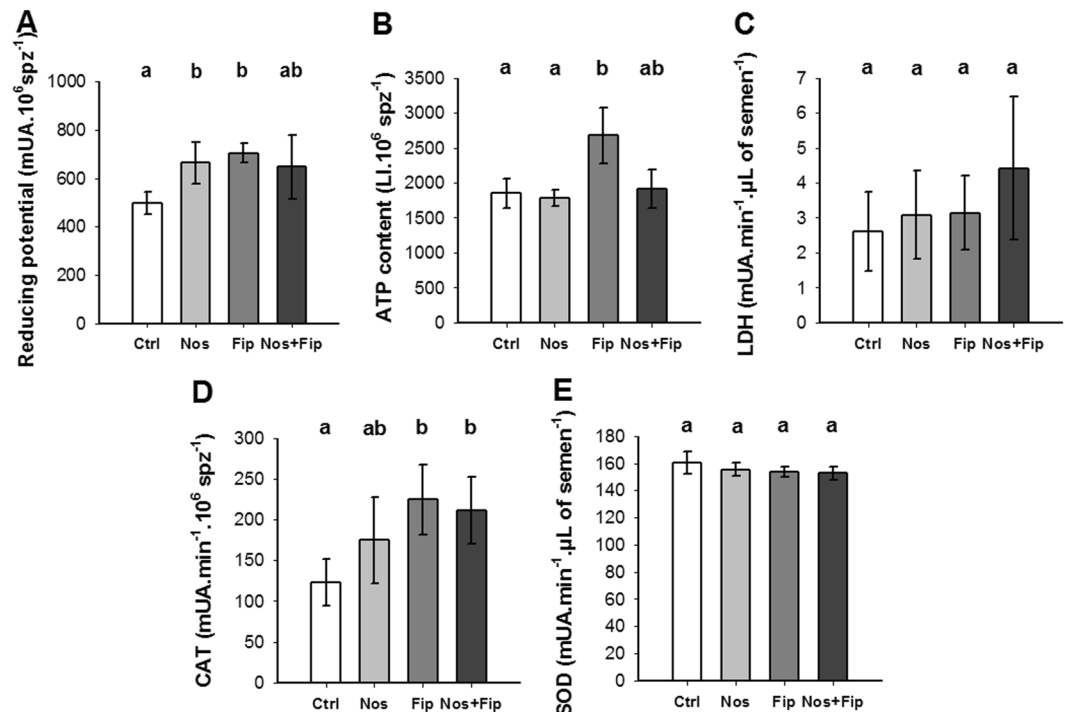 A
Reducing potential (mUA.10⁶spz⁻¹)
a b b ab
1000
800
600
400
200
0
Ctrl Nos Fip Nos+Fip
B
ATP content (LI.10⁶ spz⁻¹)
a a b ab
3500
3000
2500
2000
1500
1000
500
0
Ctrl Nos Fip Nos+Fip
C
LDH (mUA.min⁻¹.µL of semen⁻¹)
a a a a
7
6
5
4
3
2
1
0
Ctrl Nos Fip Nos+Fip
D
CAT (mUA.min⁻¹.10⁶ spz⁻¹)
a ab b b
300
250
200
150
100
50
0
Ctrl Nos Fip Nos+Fip
E
SOD (mUA.min⁻¹.µL of semen⁻¹)
a a a a
180
160
140
120
100
80
60
40
20
0
Ctrl Nos Fip Nos+Fip